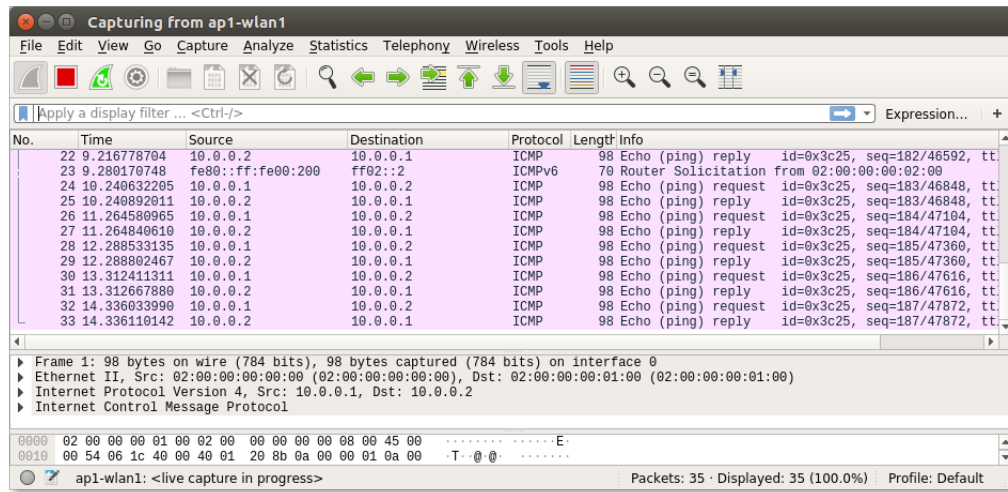 Capturing from ap1-wlan1
File Edit View Go Capture Analyze Statistics Telephony Wireless Tools Help
Apply a display filter ... <Ctrl-/> Expression... +
No. Time Source Destination Protocol Length Info
22 9.216778704 10.0.0.2 10.0.0.1 ICMP 98 Echo (ping) reply id=0x3c25, seq=182/46592, tt
23 9.280170748 fe80::ff:fe00:200 ff02::2 ICMPv6 70 Router Solicitation from 02:00:00:00:02:00
24 10.240632205 10.0.0.1 10.0.0.2 ICMP 98 Echo (ping) request id=0x3c25, seq=183/46848, tt
25 10.240892011 10.0.0.2 10.0.0.1 ICMP 98 Echo (ping) reply id=0x3c25, seq=183/46848, tt
26 11.264580965 10.0.0.1 10.0.0.2 ICMP 98 Echo (ping) request id=0x3c25, seq=184/47104, tt
27 11.264840610 10.0.0.2 10.0.0.1 ICMP 98 Echo (ping) reply id=0x3c25, seq=184/47104, tt
28 12.288533135 10.0.0.1 10.0.0.2 ICMP 98 Echo (ping) request id=0x3c25, seq=185/47360, tt
29 12.288802467 10.0.0.2 10.0.0.1 ICMP 98 Echo (ping) reply id=0x3c25, seq=185/47360, tt
30 13.312411311 10.0.0.1 10.0.0.2 ICMP 98 Echo (ping) request id=0x3c25, seq=186/47616, tt
31 13.312667880 10.0.0.2 10.0.0.1 ICMP 98 Echo (ping) reply id=0x3c25, seq=186/47616, tt
32 14.336033990 10.0.0.1 10.0.0.2 ICMP 98 Echo (ping) request id=0x3c25, seq=187/47872, tt
33 14.336110142 10.0.0.2 10.0.0.1 ICMP 98 Echo (ping) reply id=0x3c25, seq=187/47872, tt
Frame 1: 98 bytes on wire (784 bits), 98 bytes captured (784 bits) on interface 0
Ethernet II, Src: 02:00:00:00:00:00 (02:00:00:00:00:00), Dst: 02:00:00:00:01:00 (02:00:00:00:01:00)
Internet Protocol Version 4, Src: 10.0.0.1, Dst: 10.0.0.2
Internet Control Message Protocol
0000 02 00 00 00 01 00 02 00 00 00 00 00 08 00 45 00 ········ ······E·
0010 00 54 06 1c 40 00 40 01 20 8b 0a 00 00 01 0a 00 ·T··@·@· ·······
ap1-wlan1: <live capture in progress> Packets: 35 · Displayed: 35 (100.0%) Profile: Default